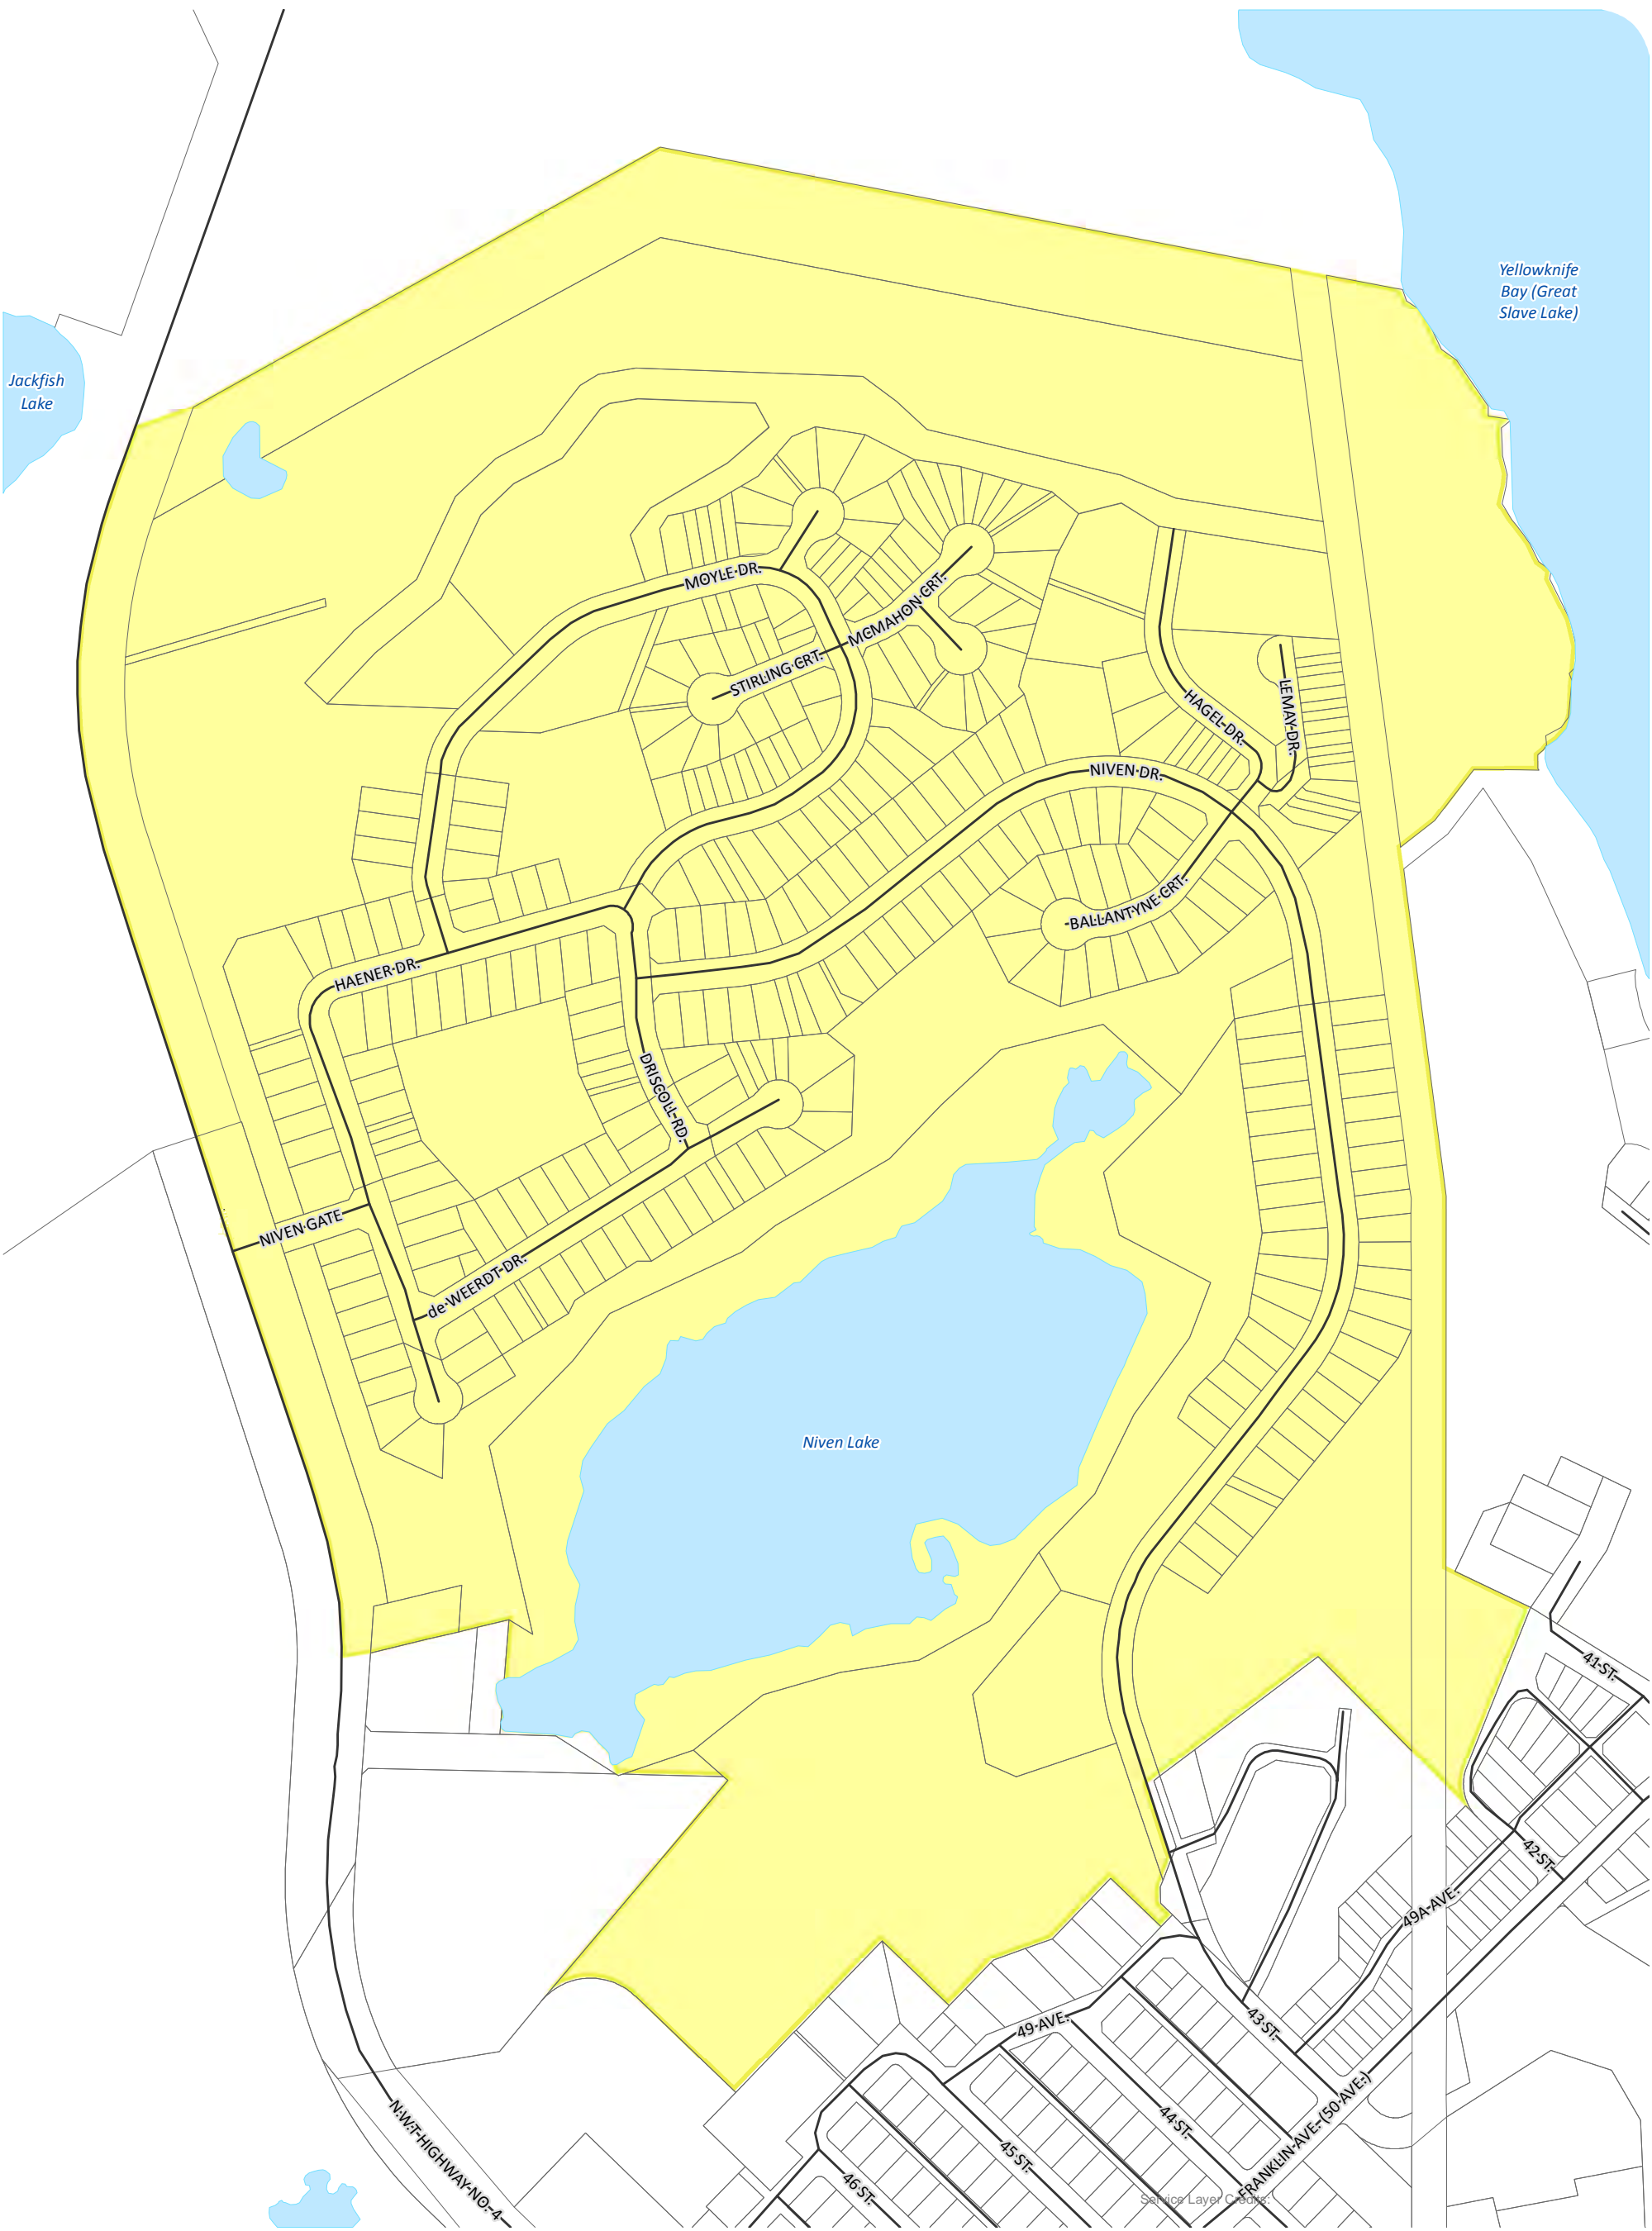 Yellowknife
Bay (Great
Slave Lake)
Jackfish
Lake
MOYLE DR.
MCMAHON CRT.
STIRLING CRT.
HAGEL DR.
LEMAY DR.
NIVEN DR.
BALLANTYNE CRT.
HAENER DR.
DRISCOLL RD.
NIVEN GATE
de WEERDT DR.
Niven Lake
41 ST.
42 ST.
49A AVE.
49 AVE.
43 ST.
44 ST.
45 ST.
46 ST.
FRANKLIN AVE. (50 AVE.)
N.W.T HIGHWAY NO. 4
Service Layer Credits: